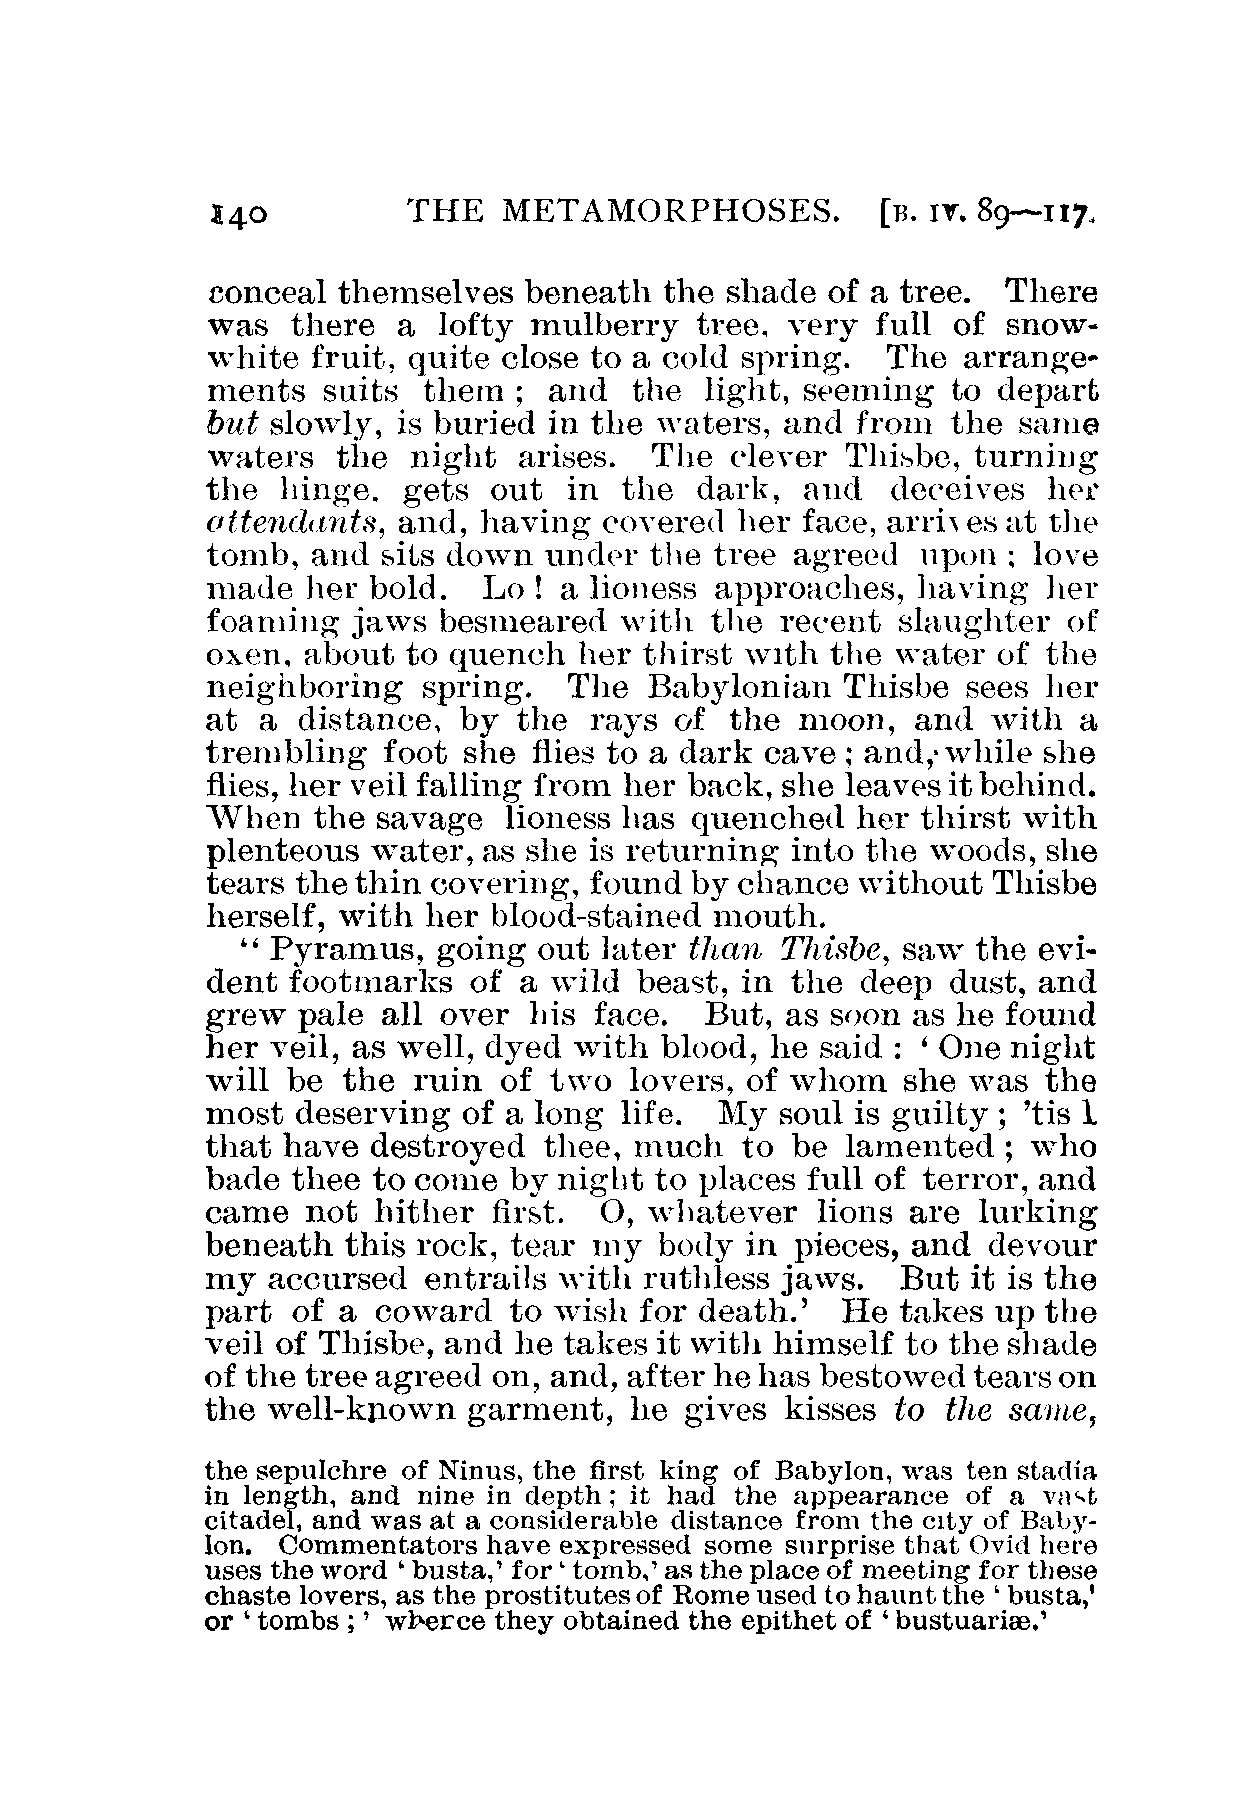 140 THE METAMORPHOSES. [B. IV. 89—117.
conceal themselves beneath the shade of a tree. There
was there a lofty mulberry tree, very full of snow-
white fruit, quite close to a cold spring. The arrange-
ments suits them ; and the light, seeming to depart
but slowly, is buried in the waters, and from the same
waters the night arises. The clever Thisbe, turning
the hinge, gets out in the dark, and deceives her
attendants, and, having covered her face, arrives at the
tomb, and sits down under the tree agreed upon ; love
made her bold. Lo ! a lioness approaches, having her
foaming jaws besmeared with the recent slaughter of
oxen, about to quench her thirst with the water of the
neighboring spring. The Babylonian Thisbe sees her
at a distance, by the rays of the moon, and with a
trembling foot she flies to a dark cave ; and, while she
flies, her veil falling from her back, she leaves it behind.
When the savage lioness has quenched her thirst with
plenteous water, as she is returning into the woods, she
tears the thin covering, found by chance without Thisbe
herself, with her blood-stained mouth.
“ Pyramus, going out later than Thisbe, saw the evi-
dent footmarks of a wild beast, in the deep dust, and
grew pale all over his face. But, as soon as he found
her veil, as well, dyed with blood, he said : ‘ One night
will be the ruin of two lovers, of whom she was the
most deserving of a long life. My soul is guilty ; ’tis I
that have destroyed thee, much to be lamented ; who
bade thee to come by night to places full of terror, and
came not hither first. O, whatever lions are lurking
beneath this rock, tear my body in pieces, and devour
my accursed entrails with ruthless jaws. But it is the
part of a coward to wish for death.’ He takes up the
veil of Thisbe, and he takes it with himself to the shade
of the tree agreed on, and, after he has bestowed tears on
the well-known garment, he gives kisses to the same,
the sepulchre of Ninus, the first king of Babylon, was ten stadia
in length, and nine in depth ; it had the appearance of a vast
citadel, and was at a considerable distance from the city of Baby-
lon. Commentators have expressed some surprise that Ovid here
uses the word ‘ busta,’ for ‘ tomb,’ as the place of meeting for these
chaste lovers, as the prostitutes of Rome used to haunt the ‘ busta,’
or ‘ tombs ; ’ wherce they obtained the epithet of ‘ bustuariæ.’